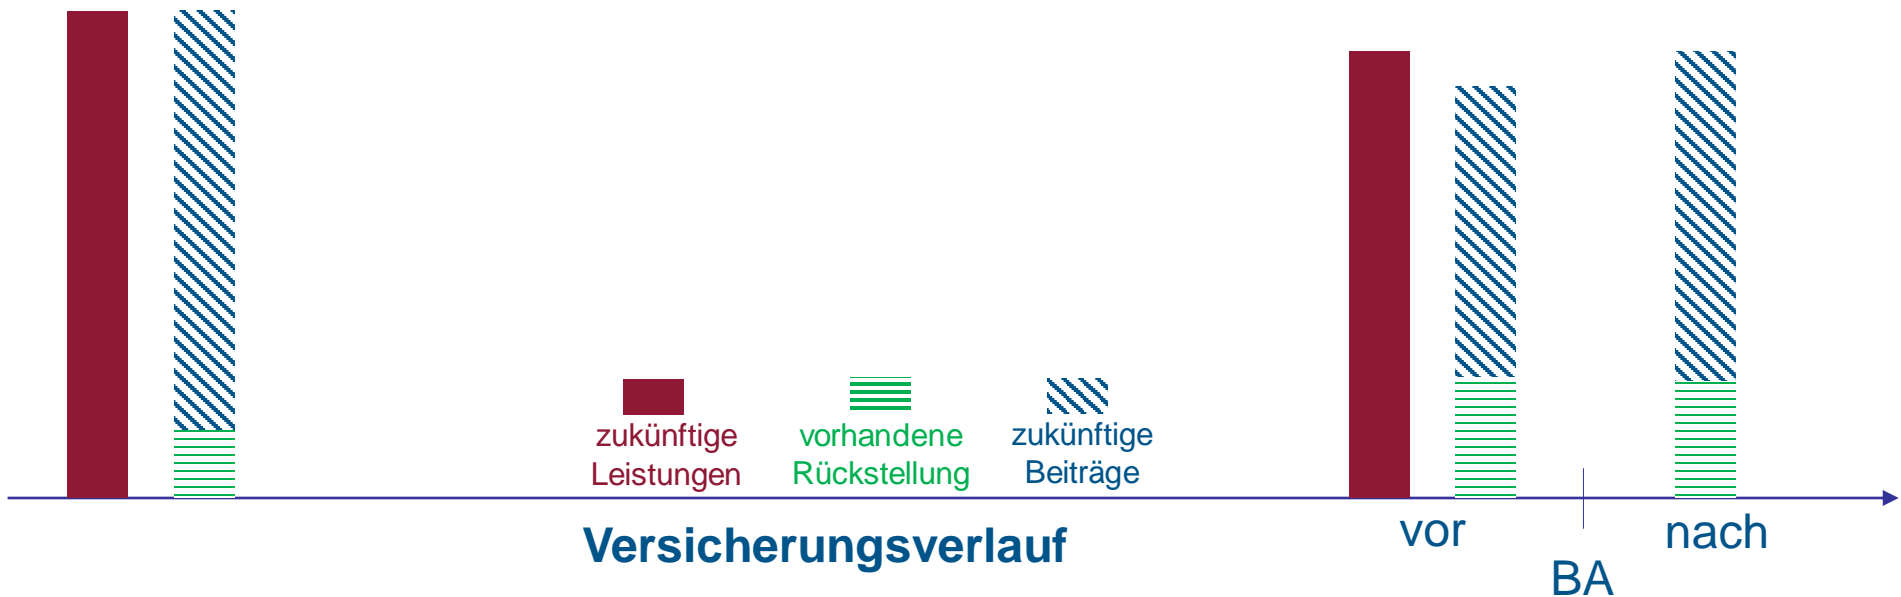 zukünftige
Leistungen
vorhandene
Rückstellung
zukünftige
Beiträge
Versicherungsverlauf
vor
nach
BA